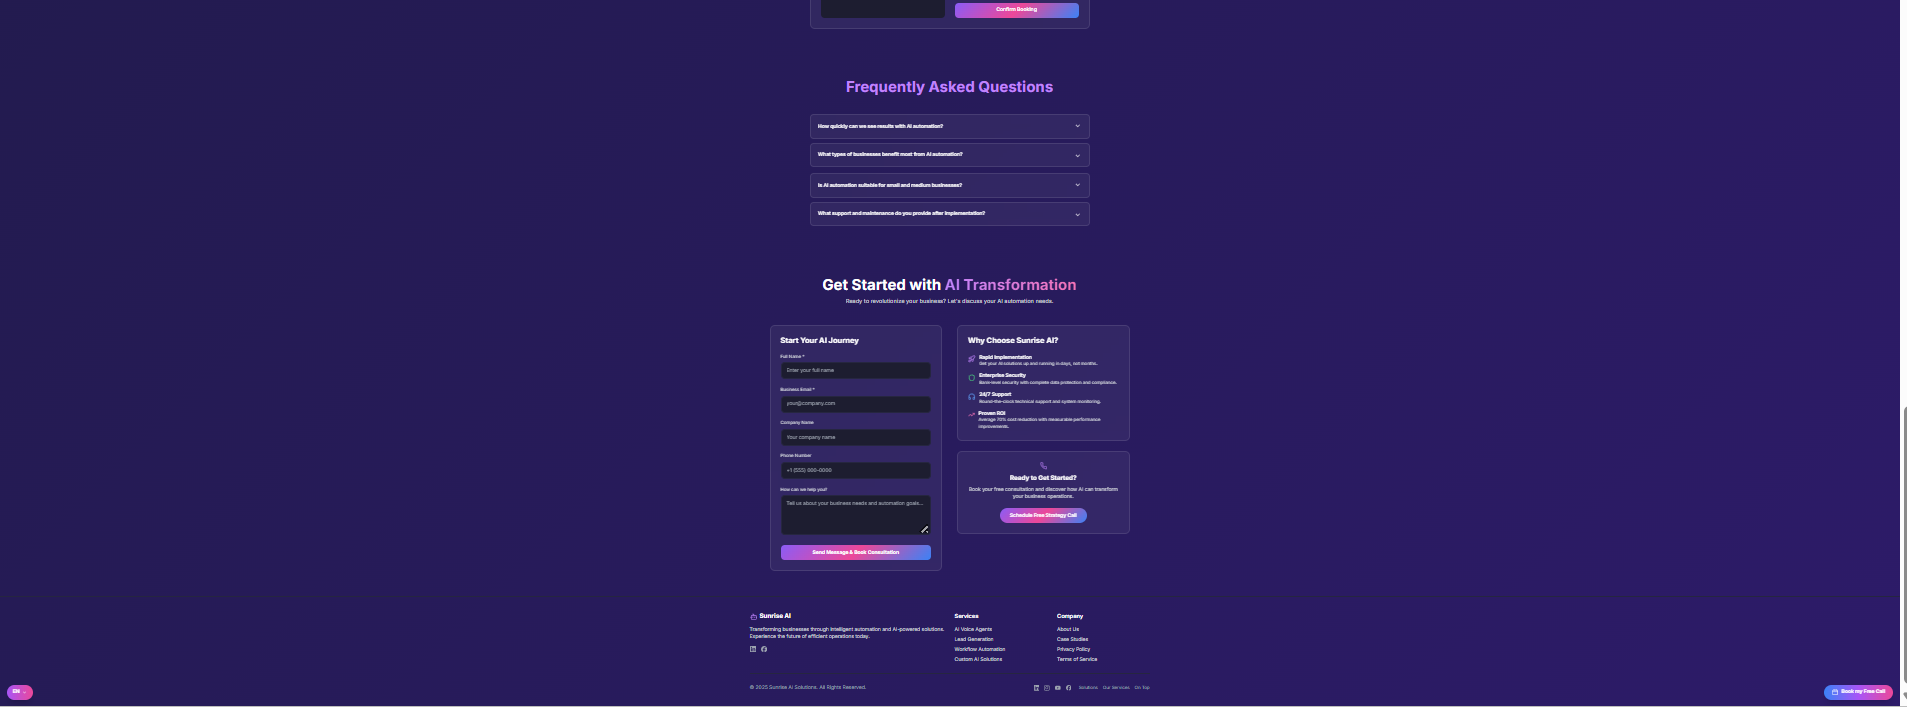 Confirm Booking
Frequently Asked Questions
How quickly can we see results with AI automation?
What types of businesses benefit most from AI automation?
Is AI automation suitable for small and medium businesses?
What support and maintenance do you provide after implementation?
Get Started with AI Transformation
Ready to revolutionize your business? Let's discuss your AI automation needs.
Start Your AI Journey
Full Name *
Enter your full name
Business Email *
your@company.com
Company Name
Your company name
Phone Number
+1 (555) 000-0000
How can we help you?
Tell us about your business needs and automation goals...
Send Message & Book Consultation
Why Choose Sunrise AI?
Rapid Implementation
Get your AI solutions up and running in days, not months.
Enterprise Security
Bank-level security with complete data protection and compliance.
24/7 Support
Round-the-clock technical support and system monitoring.
Proven ROI
Average 70% cost reduction with measurable performance
improvements.
Ready to Get Started?
Book your free consultation and discover how AI can transform
your business operations.
Schedule Free Strategy Call
Sunrise AI
Transforming businesses through intelligent automation and AI-powered solutions.
Experience the future of efficient operations today.
Services
AI Voice Agents
Lead Generation
Workflow Automation
Custom AI Solutions
Company
About Us
Case Studies
Privacy Policy
Terms of Service
© 2025 Sunrise AI Solutions. All Rights Reserved.
Solutions Our Services On Top
EN
Book my Free Call